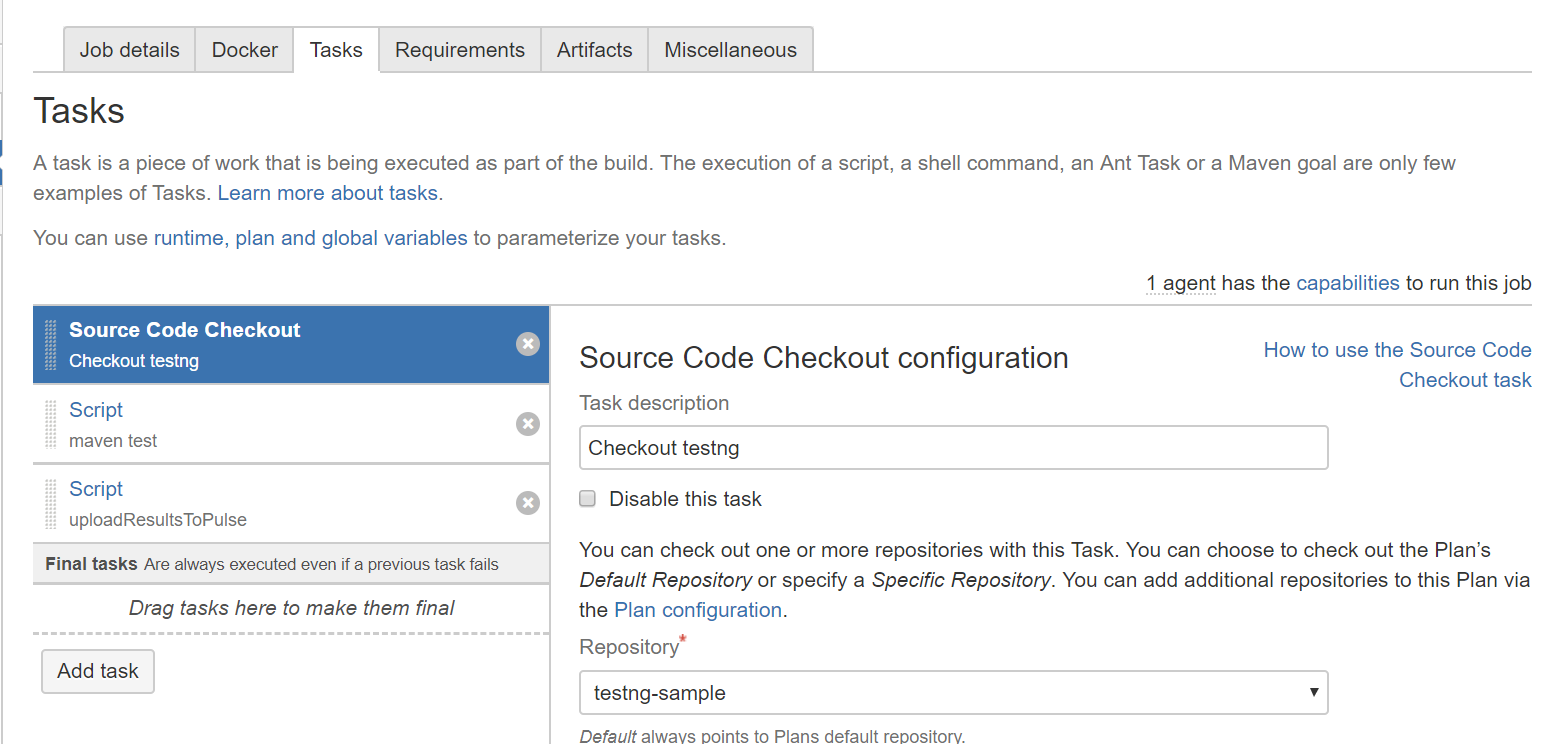 Job details Docker Tasks Requirements Artifacts Miscellaneous
Tasks
A task is a piece of work that is being executed as part of the build. The execution of a script, a shell command, an Ant Task or a Maven goal are only few
examples of Tasks. Learn more about tasks.
You can use runtime, plan and global variables to parameterize your tasks.
1 agent has the capabilities to run this job
Source Code Checkout
Checkout testng
Script
maven test
Script
uploadResultsToPulse
Final tasks Are always executed even if a previous task fails
Drag tasks here to make them final
Add task
Source Code Checkout configuration
How to use the Source Code
Checkout task
Task description
Checkout testng
Disable this task
You can check out one or more repositories with this Task. You can choose to check out the Plan’s
Default Repository or specify a Specific Repository. You can add additional repositories to this Plan via
the Plan configuration.
Repository*
testng-sample
Default always points to Plans default repository.